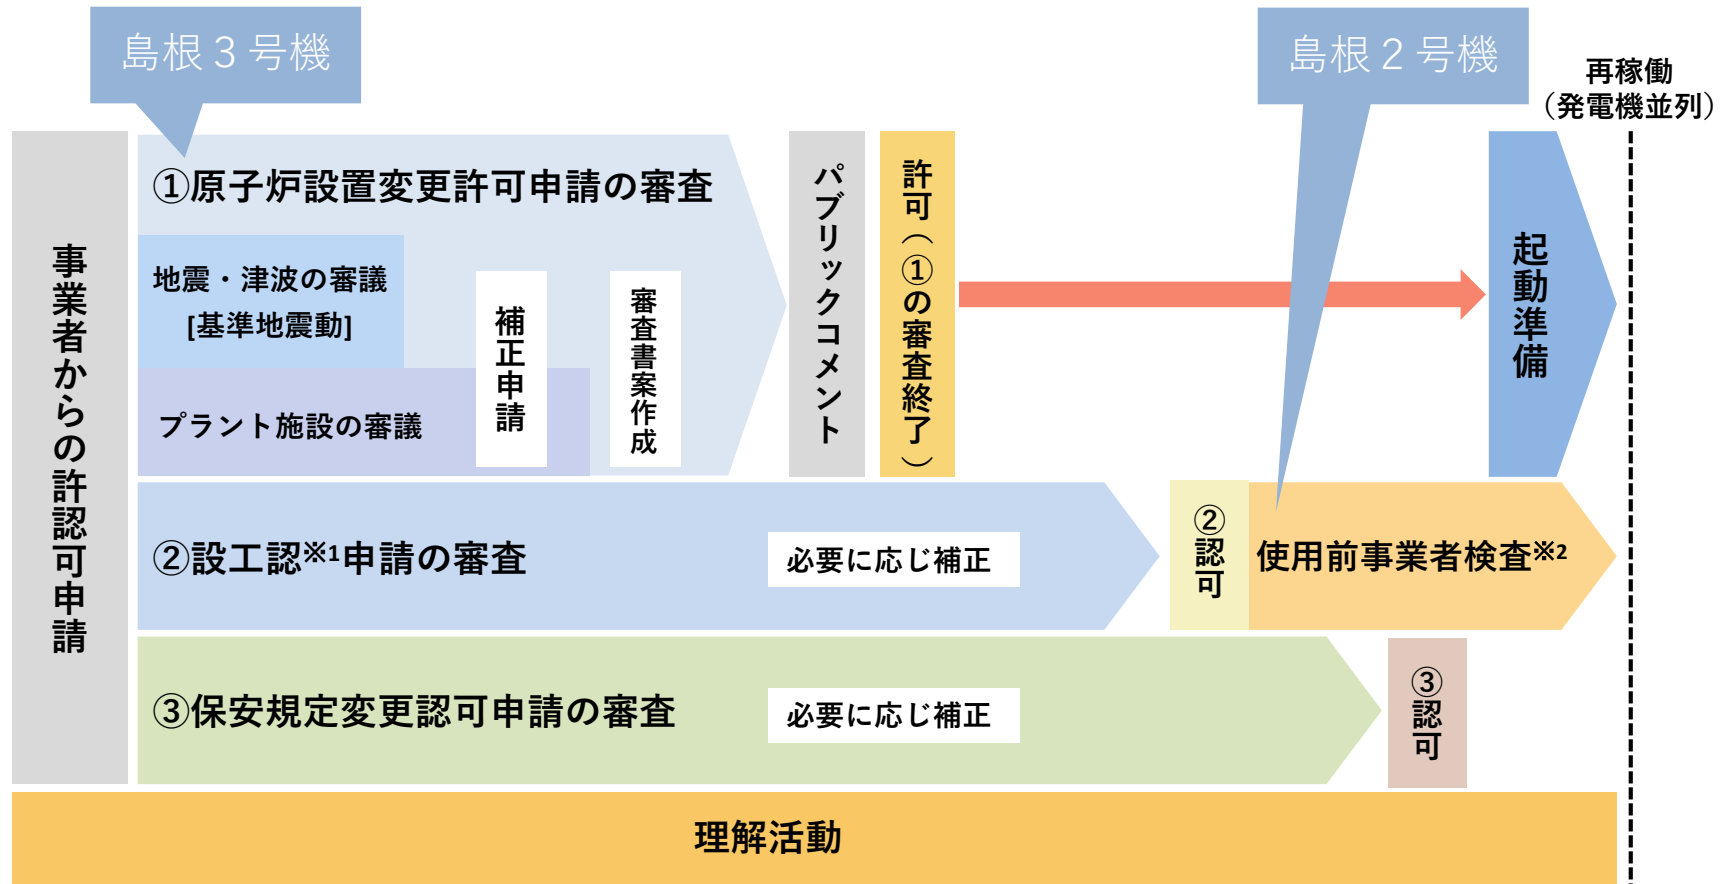 島根３号機
島根２号機
再稼働
（発電機並列）
事業者からの許認可申請
①原子炉設置変更許可申請の審査
地震・津波の審議
[基準地震動]
プラント施設の審議
補正申請
審査書案作成
パブリックコメント
許可（①の審査終了）
起動準備
②設工認※1申請の審査
必要に応じ補正
②認可
使用前事業者検査※2
③保安規定変更認可申請の審査
必要に応じ補正
③認可
理解活動